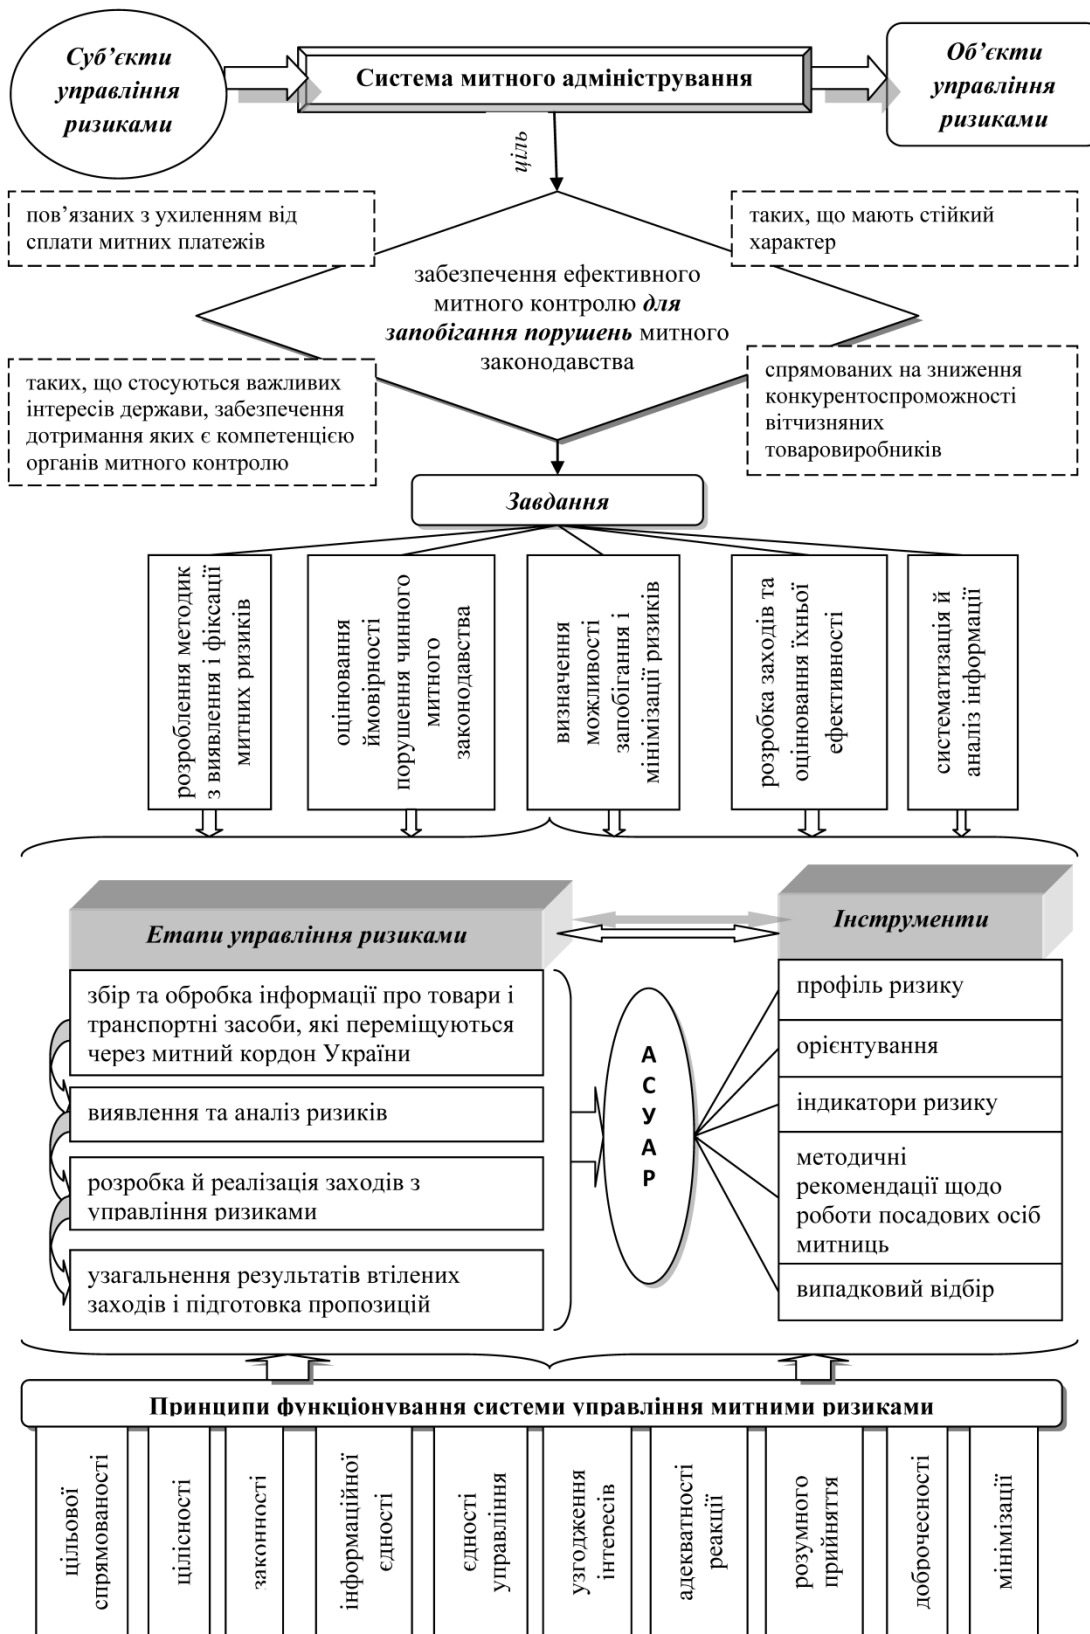 Суб’єкти
управління
ризиками
Система митного адміністрування
Об’єкти
управління
ризиками
ціль
пов’язаних з ухиленням від
сплати митних платежів
таких, що мають стійкий
характер
забезпечення ефективного
митного контролю для
запобігання порушень митного
законодавства
таких, що стосуються важливих
інтересів держави, забезпечення
дотримання яких є компетенцією
органів митного контролю
спрямованих на зниження
конкурентоспроможності
вітчизняних
товаровиробників
Завдання
розроблення методик
з виявлення і фіксації
митних ризиків
оцінювання
ймовірності
порушення чинного
митного
законодавства
визначення
можливості
запобігання і
мінімізації ризиків
розробка заходів та
оцінювання їхньої
ефективності
систематизація й
аналіз інформації
Етапи управління ризиками
Інструменти
збір та обробка інформації про товари і
транспортні засоби, які переміщуються
через митний кордон України
виявлення та аналіз ризиків
розробка й реалізація заходів з
управління ризиками
узагальнення результатів втілених
заходів і підготовка пропозицій
А
С
У
А
Р
профіль ризику
орієнтування
індикатори ризику
методичні
рекомендації щодо
роботи посадових осіб
митниць
випадковий відбір
Принципи функціонування системи управління митними ризиками
цільової
спрямованості
цілісності
законності
інформаційної
єдності
єдності
управління
узгодження
інтересів
адекватності
реакції
розумного
прийняття
доброчесності
мінімізації